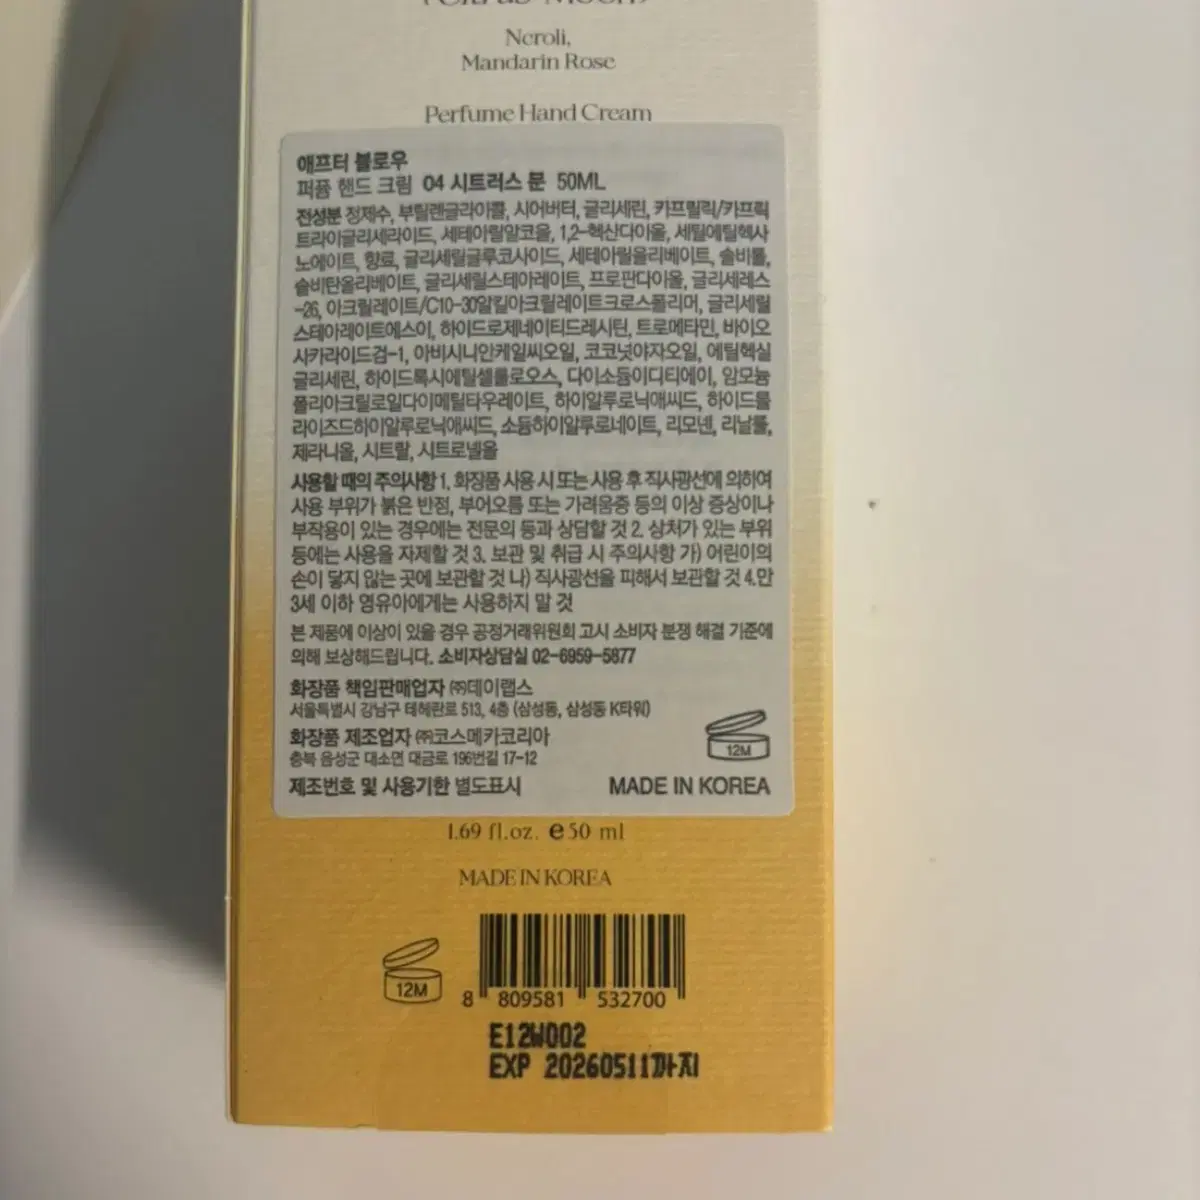 Neroli,
Mandarin Rose
Perfume Hand Cream
애프터 블로우
퍼퓸 핸드 크림 04 시트러스 문 50ML
전성분 정제수, 부틸렌글라이콜, 시어버터, 글리세린, 카프릴릭/카프릭
트라이글리세라이드, 세테아릴알코올, 1,2-헥산다이올, 세틸에틸헥사
노에이트, 향료, 글리세릴글루코사이드, 세테아릴올리베이트, 솔비톨,
솔비탄올리베이트, 글리세릴스테아레이트, 프로판다이올, 글리세레스
-26, 아크릴레이트/C10-30알킬아크릴레이트크로스폴리머, 글리세릴
스테아레이트에스이, 하이드로제네이티드레시틴, 트로메타민, 바이오
사카라이드검-1, 아비시니안케일씨오일, 코코넛야자오일, 에틸헥실
글리세린, 하이드록시에틸셀룰로오스, 다이소듐이디티에이, 암모늄
폴리아크릴로일다이메틸타우레이트, 하이알루로닉애씨드, 하이드롤
라이즈드하이알루로닉애씨드, 소듐하이알루로네이트, 리모넨, 리날룰,
제라니올, 시트랄, 시트로넬올
사용할 때의 주의사항 1. 화장품 사용 시 또는 사용 후 직사광선에 의하여
사용 부위가 붉은 반점, 부어오름 또는 가려움증 등의 이상 증상이나
부작용이 있는 경우에는 전문의 등과 상담할 것 2. 상처가 있는 부위
등에는 사용을 자제할 것 3. 보관 및 취급 시 주의사항 가) 어린이의
손이 닿지 않는 곳에 보관할 것 나) 직사광선을 피해서 보관할 것 4.만
3세 이하 영유아에게는 사용하지 말 것
본 제품에 이상이 있을 경우 공정거래위원회 고시 소비자 분쟁 해결 기준에
의해 보상해드립니다. 소비자상담실 02-6959-5877
화장품 책임판매업자 ㈜데이랩스
서울특별시 강남구 테헤란로 513, 4층 (삼성동, 삼성동 K타워)
화장품 제조업자 ㈜코스메카코리아
충북 음성군 대소면 대금로 196번길 17-12
12M
제조번호 및 사용기한 별도표시 MADE IN KOREA
1.69 fl.oz. e50 ml
MADE IN KOREA
12M
8 809581 532700
E12W002
EXP 20260511까지